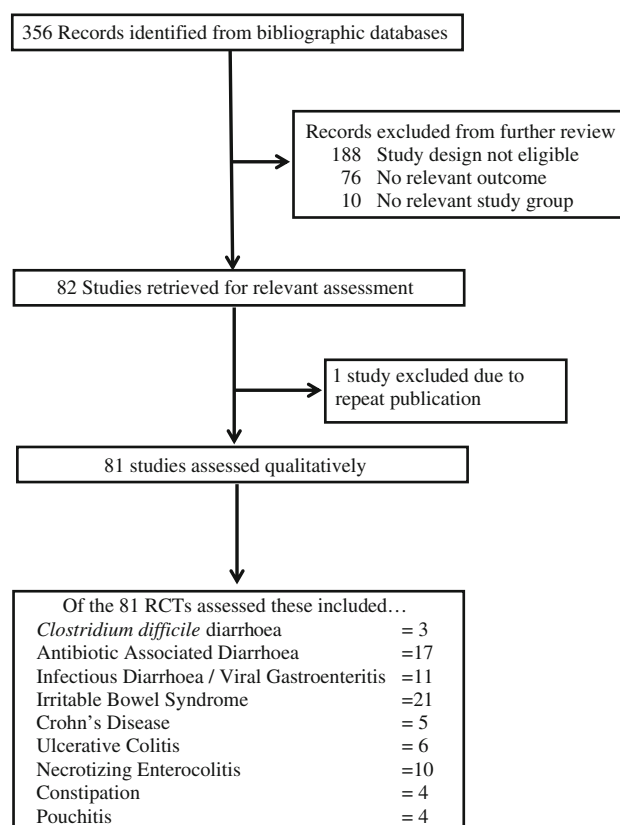 356 Records identified from bibliographic databases
Records excluded from further review
188 Study design not eligible
76 No relevant outcome
10 No relevant study group
82 Studies retrieved for relevant assessment
1 study excluded due to
repeat publication
81 studies assessed qualitatively
Of the 81 RCTs assessed these included…
Clostridium difficile diarrhoea = 3
Antibiotic Associated Diarrhoea =17
Infectious Diarrhoea / Viral Gastroenteritis =11
Irritable Bowel Syndrome =21
Crohn's Disease = 5
Ulcerative Colitis = 6
Necrotizing Enterocolitis =10
Constipation = 4
Pouchitis = 4